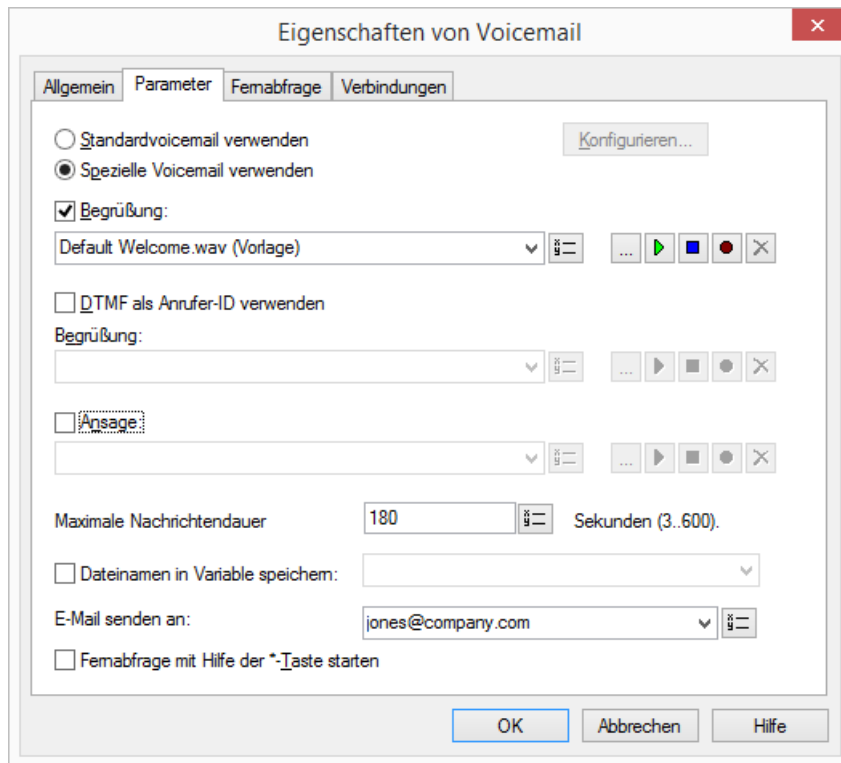 Eigenschaften von Voicemail
Allgemein Parameter Fernabfrage Verbindungen
Standardvoicemail verwenden Konfigurieren...
Spezielle Voicemail verwenden
Begrüßung:
Default Welcome.wav (Vorlage) ...
DTMF als Anrufer-ID verwenden
Begrüßung:
...
Ansage:
...
Maximale Nachrichtendauer 180 Sekunden (3..600).
Dateinamen in Variable speichern:
E-Mail senden an: jones@company.com
Fernabfrage mit Hilfe der *-Taste starten
OK Abbrechen Hilfe